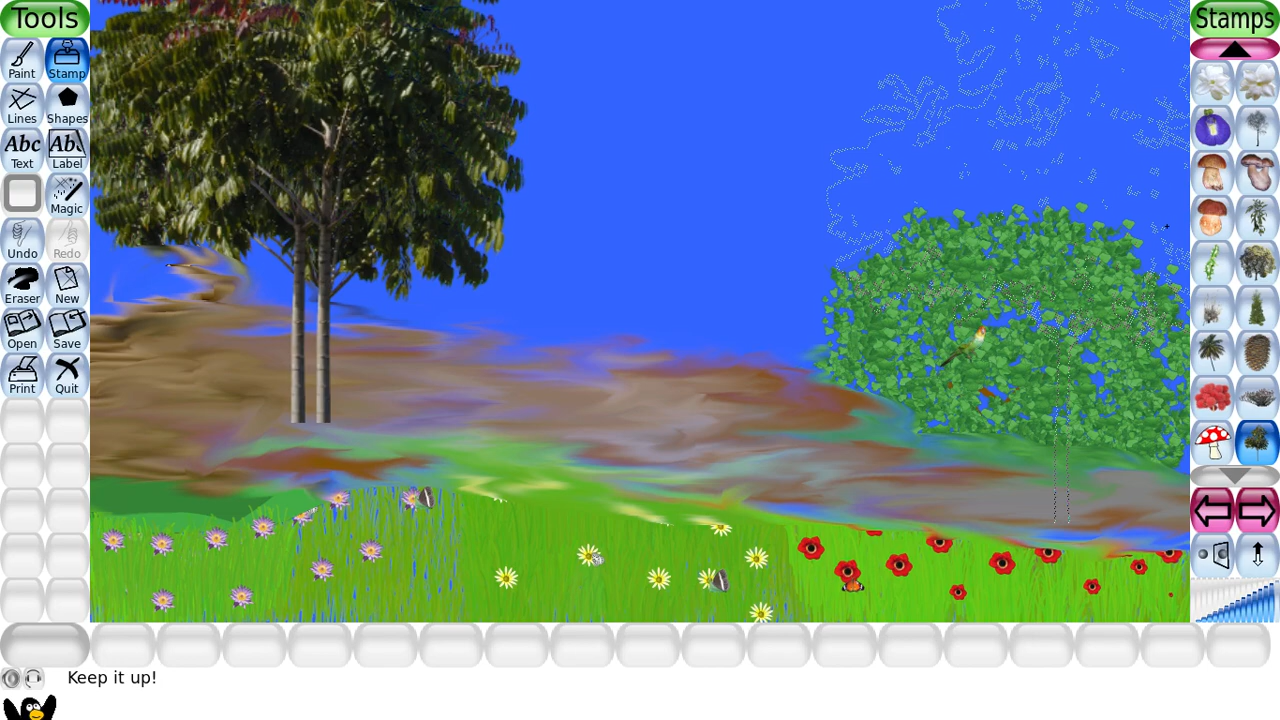 Tools
Stamps
Paint
Stamp
Lines
Shapes
Abc
Text
Abc
Label
Magic
Undo
Redo
Eraser
New
Open
Save
Print
Quit
Keep it up!